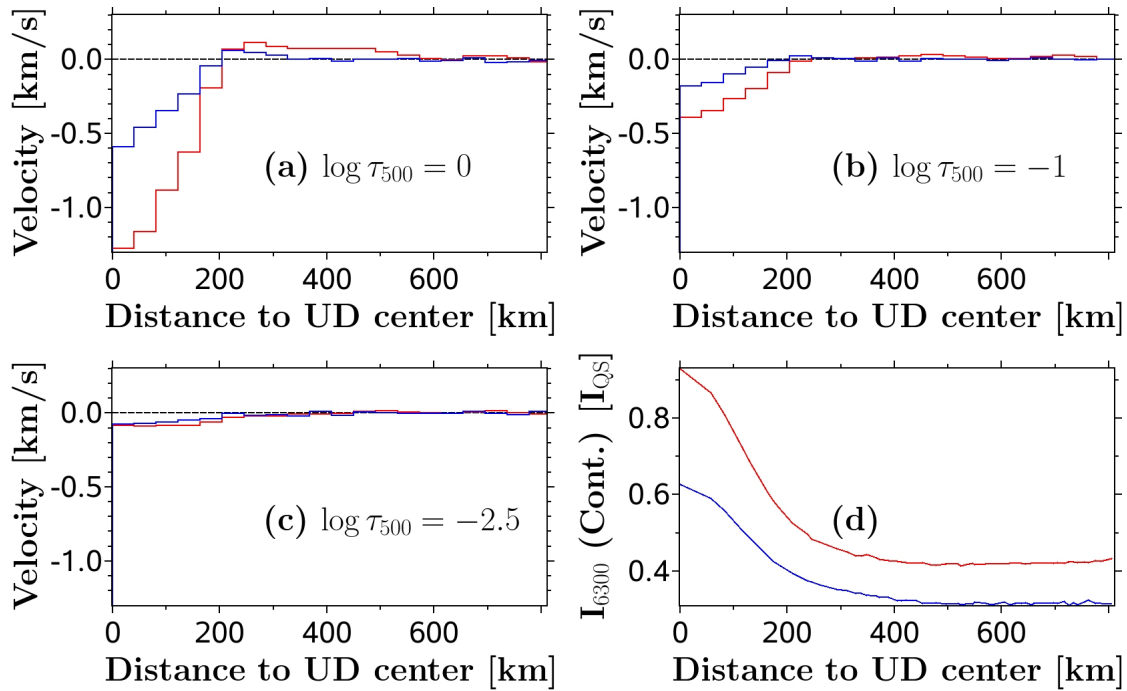 Velocity [km/s]
0.0
-0.5
-1.0
(a) log τ500 = 0
0 200 400 600
Distance to UD center [km]
Velocity [km/s]
0.0
-0.5
-1.0
(b) log τ500 = −1
0 200 400 600
Distance to UD center [km]
Velocity [km/s]
0.0
-0.5
-1.0
(c) log τ500 = −2.5
0 200 400 600
Distance to UD center [km]
I6300 (Cont.) [IQS]
0.8
0.6
0.4
(d)
0 200 400 600
Distance to UD center [km]